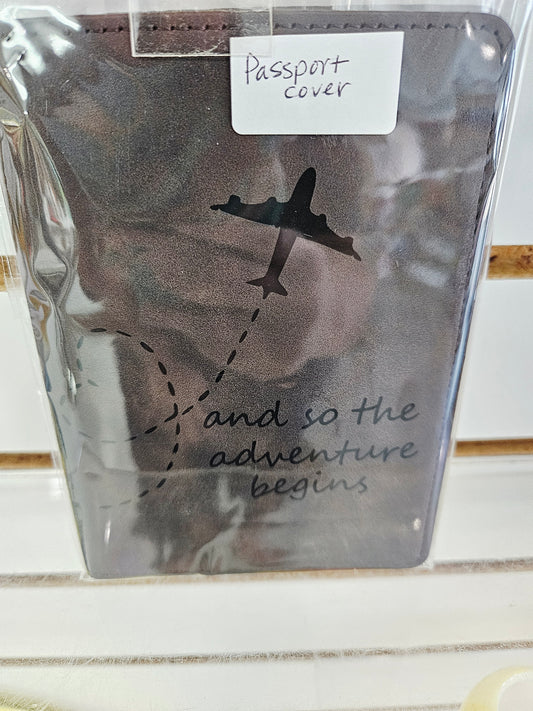 Passport
cover
and so the
adventure
begins